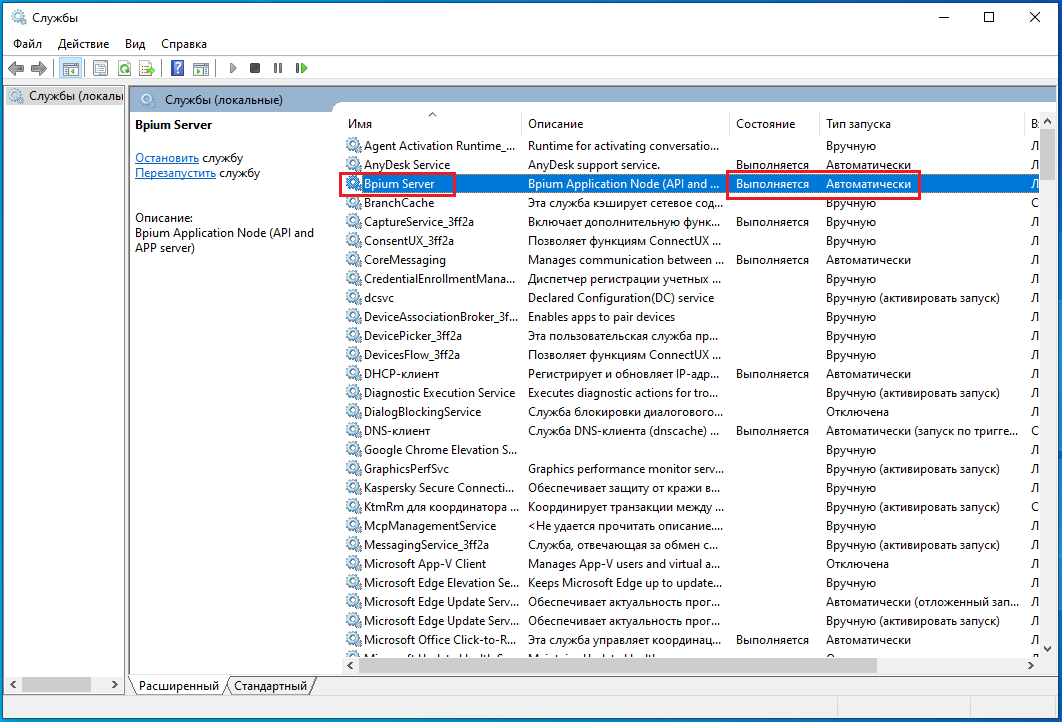 Службы
Файл Действие Вид Справка
Службы (локалы
Службы (локальные)
Bpium Server
Остановить службу
Перезапустить службу
Описание:
Bpium Application Node (API and
APP server)
Имя Описание Состояние Тип запуска В
Agent Activation Runtime_... Runtime for activating conversatio... Вручную Л
AnyDesk Service AnyDesk support service. Выполняется Автоматически Л
Bpium Server Bpium Application Node (API and ... Выполняется Автоматически Л
BranchCache Эта служба кэширует сетевое сод... Вручную С
CaptureService_3ff2a Включает дополнительную функ... Выполняется Вручную Л
ConsentUX_3ff2a Позволяет функциям ConnectUX ... Вручную Л
CoreMessaging Manages communication between ... Выполняется Автоматически Л
CredentialEnrollmentMana... Диспетчер регистрации учетных ... Вручную Л
dcsvc Declared Configuration(DC) service Вручную (активировать запуск) Л
DeviceAssociationBroker_3f... Enables apps to pair devices Вручную Л
DevicePicker_3ff2a Эта пользовательская служба пр... Вручную Л
DevicesFlow_3ff2a Позволяет функциям ConnectUX ... Вручную Л
DHCP-клиент Регистрирует и обновляет IP-адр... Выполняется Автоматически Л
Diagnostic Execution Service Executes diagnostic actions for tro... Вручную (активировать запуск) Л
DialogBlockingService Служба блокировки диалогового... Отключена Л
DNS-клиент Служба DNS-клиента (dnscache) ... Выполняется Автоматически (запуск по тригге... С
Google Chrome Elevation S... Вручную Л
GraphicsPerfSvc Graphics performance monitor serv... Вручную (активировать запуск) Л
Kaspersky Secure Connecti... Обеспечивает защиту от кражи в... Вручную Л
KtmRm для координатора ... Координирует транзакции между ... Вручную (активировать запуск) С
McpManagementService <Не удается прочитать описание.... Вручную Л
MessagingService_3ff2a Служба, отвечающая за обмен с... Вручную (активировать запуск) Л
Microsoft App-V Client Manages App-V users and virtual a... Отключена Л
Microsoft Edge Elevation Se... Keeps Microsoft Edge up to update... Вручную Л
Microsoft Edge Update Serv... Обеспечивает актуальность прог... Автоматически (отложенный зап... Л
Microsoft Edge Update Serv... Обеспечивает актуальность прог... Вручную (активировать запуск) Л
Microsoft Office Click-to-R... Эта служба управляет координац... Выполняется Автоматически Л
Расширенный Стандартный